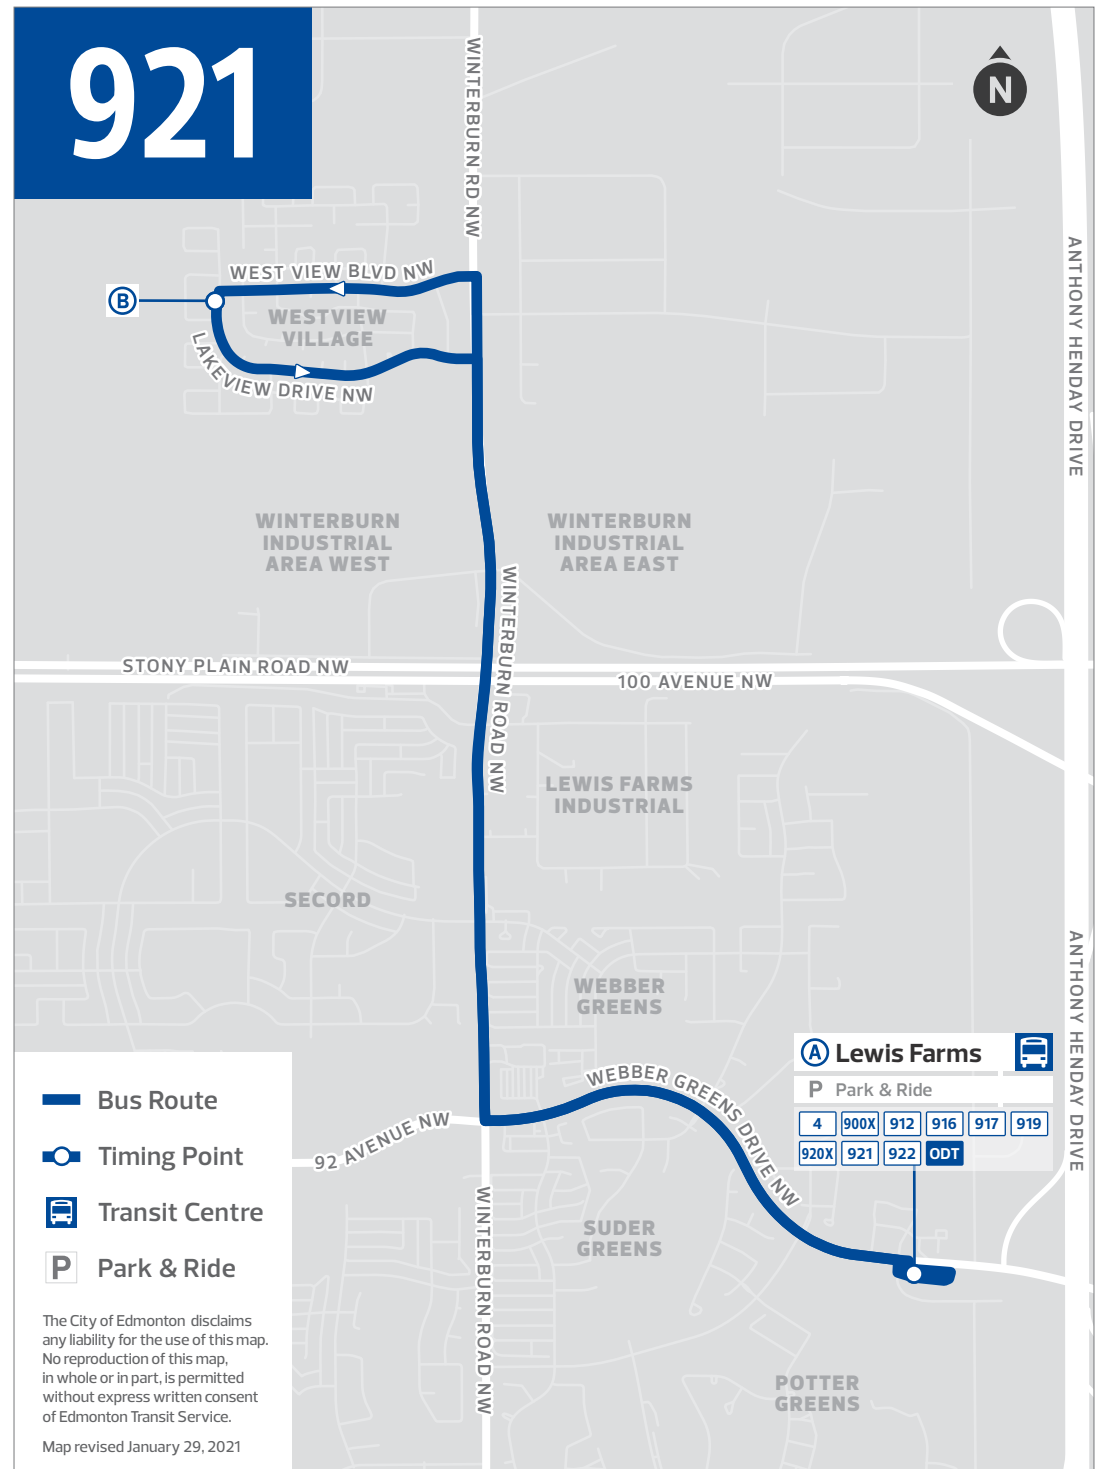 921
N
WINTERBURN RD NW
ANTHONY HENDAY DRIVE
WEST VIEW BLVD NW
B
WESTVIEW
VILLAGE
LAKEVIEW DRIVE NW
WINTERBURN
INDUSTRIAL
AREA WEST
WINTERBURN
INDUSTRIAL
AREA EAST
WINTERBURN ROAD NW
STONY PLAIN ROAD NW
100 AVENUE NW
LEWIS FARMS
INDUSTRIAL
SECORD
WEBBER
GREENS
ANTHONY HENDAY DRIVE
A Lewis Farms
P Park & Ride
4 900X 912 916 917 919
920X 921 922 ODT
WEBBER GREENS DRIVE NW
92 AVENUE NW
WINTERBURN ROAD NW
SUDER
GREENS
POTTER
GREENS
Bus Route
Timing Point
Transit Centre
P Park & Ride
The City of Edmonton disclaims
any liability for the use of this map.
No reproduction of this map,
in whole or in part, is permitted
without express written consent
of Edmonton Transit Service.
Map revised January 29, 2021